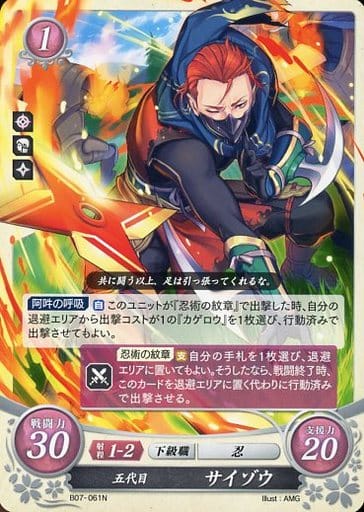 1
共に闘う以上、足は引っ張ってくれるな。
阿吽の呼吸 自 このユニットが『忍術の紋章』で出撃した時、自分の
退避エリアから出撃コストが1の『カゲロウ』を1枚選び、行動済み
で出撃させてもよい。
忍術の紋章 支 自分の手札を1枚選び、退避
エリアに置いてもよい。そうしたなら、戦闘終了時、
このカードを退避エリアに置く代わりに行動済み
で出撃させる。
戦闘力 30
射程 1-2 下級職 忍
支援力 20
五代目 サイゾウ
B07-061N
Illust：AMG